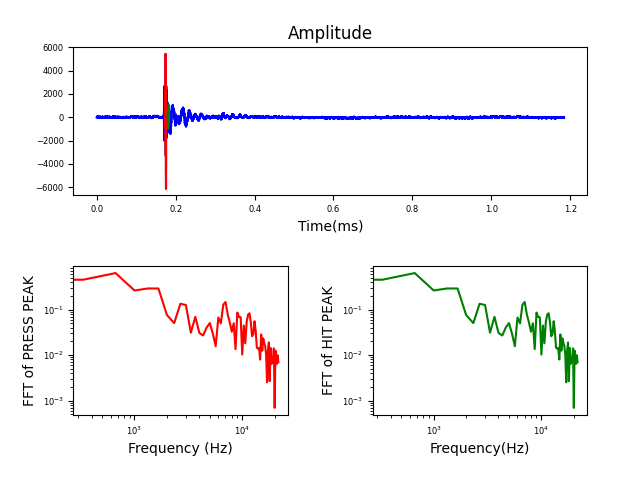 Amplitude
6000
4000
2000
0
−2000
−4000
−6000
0.0 0.2 0.4 0.6 0.8 1.0 1.2
Time(ms)
FFT of PRESS PEAK
10⁻¹
10⁻²
10⁻³
10³ 10⁴
Frequency (Hz)
FFT of HIT PEAK
10⁻¹
10⁻²
10⁻³
10³ 10⁴
Frequency(Hz)